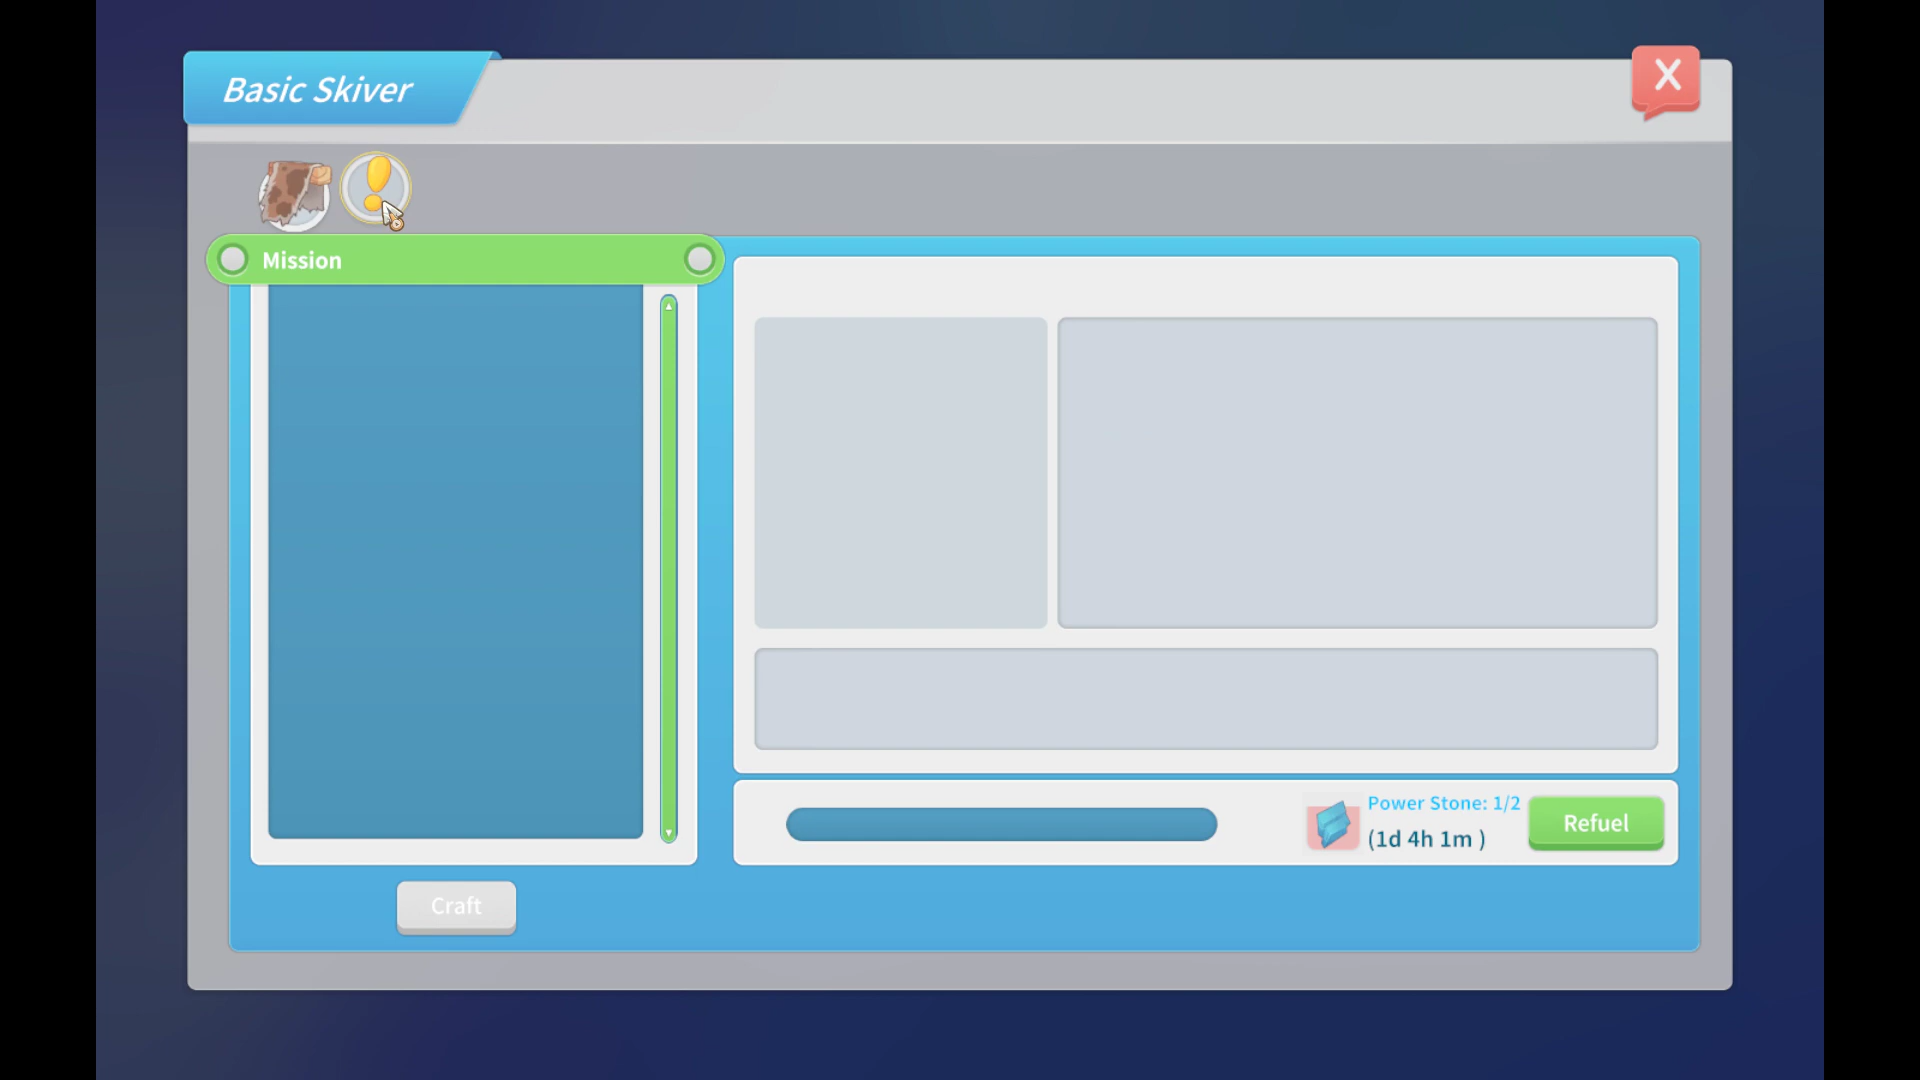 Basic Skiver
X
Mission
Power Stone: 1/2
(1d 4h 1m )
Refuel
Craft